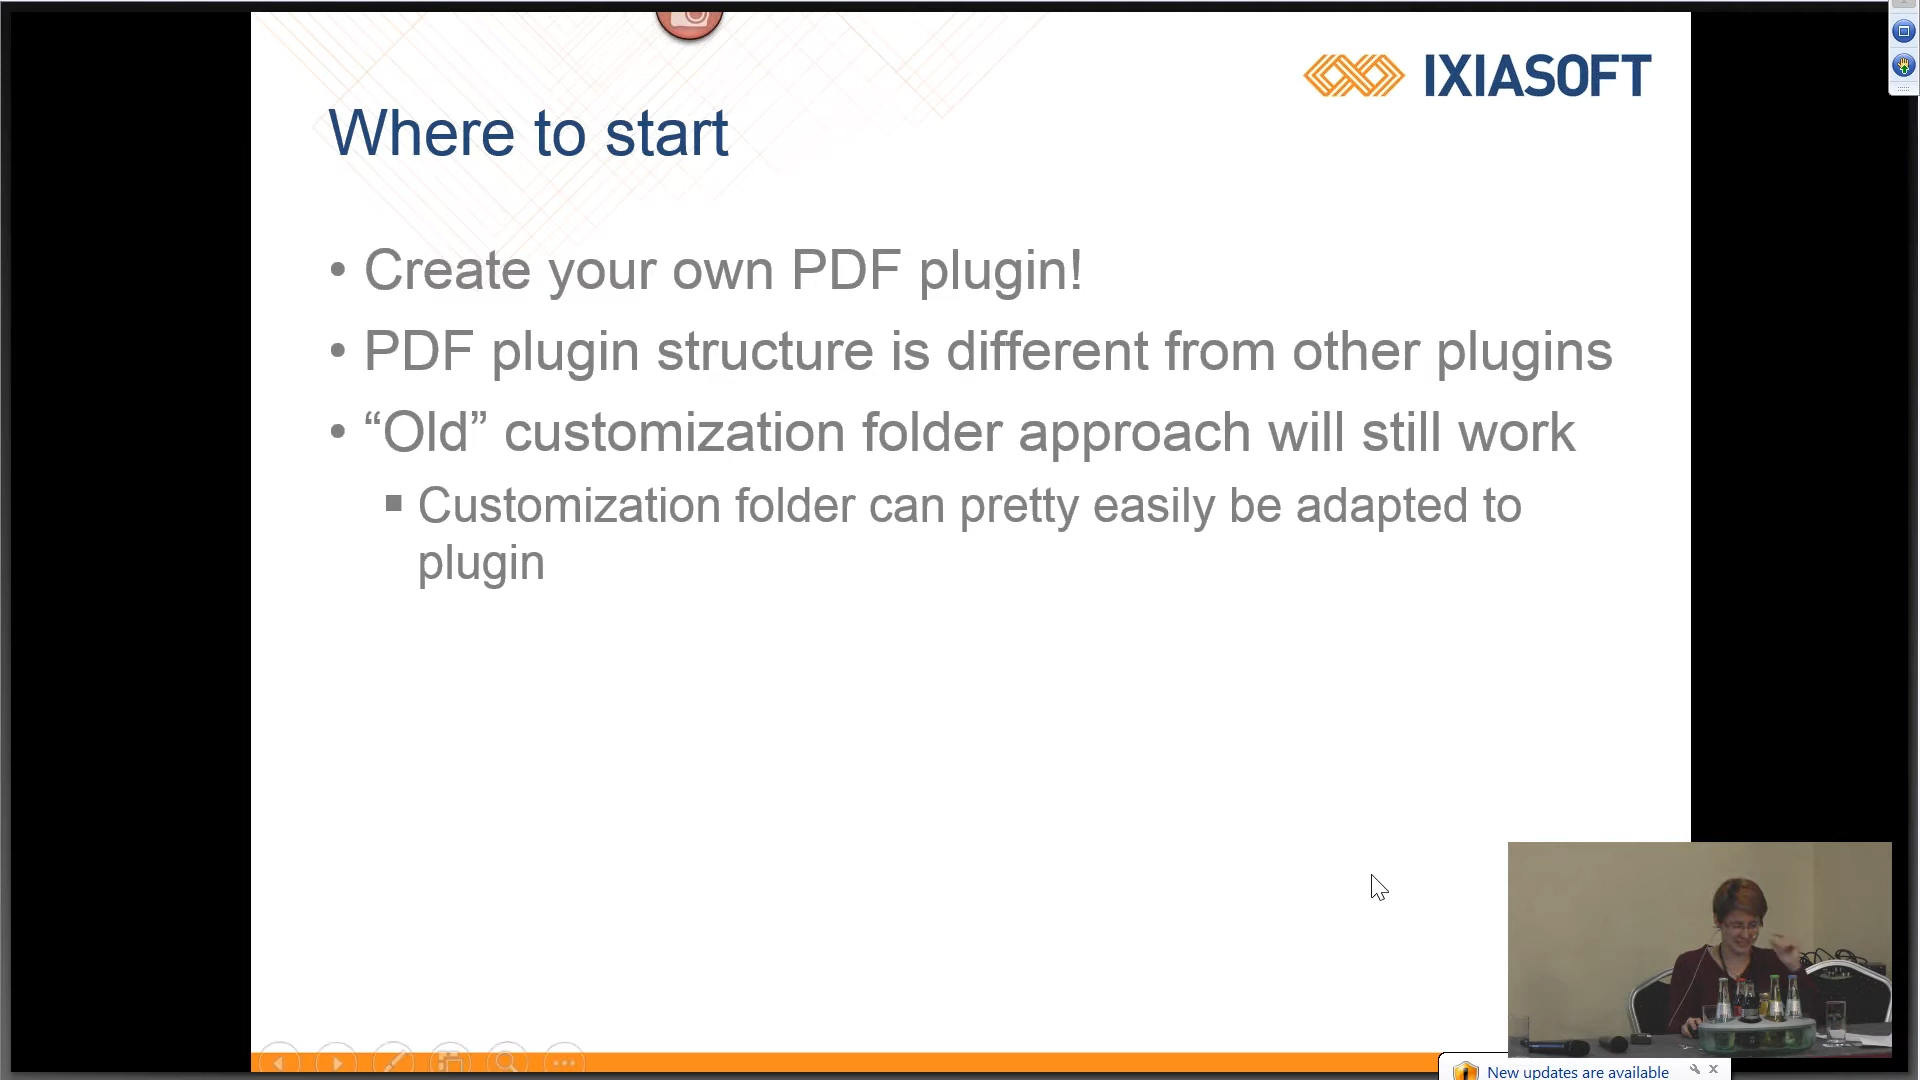 IXIASOFT
Where to start
• Create your own PDF plugin!
• PDF plugin structure is different from other plugins
• “Old” customization folder approach will still work
▪ Customization folder can pretty easily be adapted to
plugin
New updates are available